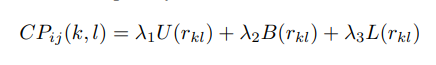 $CP_{ij}(k,l) = \lambda_1 U(r_{kl}) + \lambda_2 B(r_{kl}) + \lambda_3 L(r_{kl})$